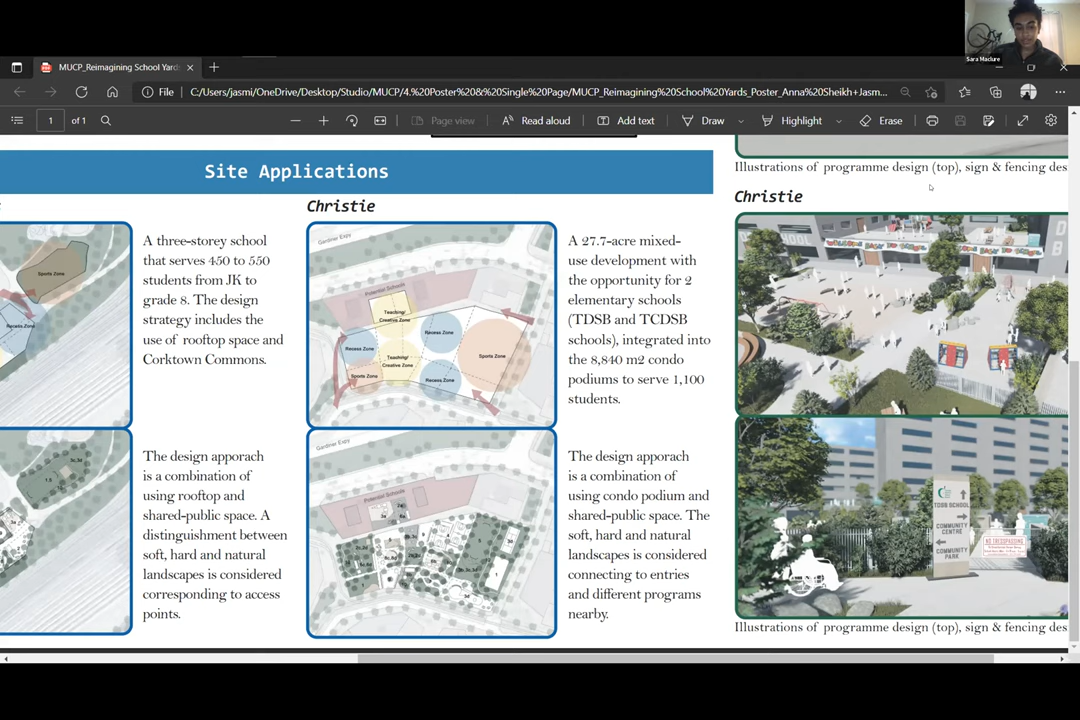 Sara Maclure
MUCP_Reimagining School Yards
File
C:/Users/jasmi/OneDrive/Desktop/Studio/MUCP/4.%20Poster%20&%20Single%20Page/MUCP_Reimagining%20School%20Yards_Poster_Anna%20Sheikh+Jasm...
1
of 1
Page view
Read aloud
Add text
Draw
Highlight
Erase
Site Applications
Illustrations of programme design (top), sign & fencing des
Christie
Christie
Sports Zone
Recess Zone
A three-storey school
that serves 450 to 550
students from JK to
grade 8. The design
strategy includes the
use of rooftop space and
Corktown Commons.
Gardiner Expy
Potential Schools
Teaching/
Creative Zone
Recess Zone
Recess Zone
Sports Zone
Teaching/
Creative Zone
Sports Zone
Recess Zone
A 27.7-acre mixed-
use development with
the opportunity for 2
elementary schools
(TDSB and TCDSB
schools), integrated into
the 8,840 m2 condo
podiums to serve 1,100
students.
SCHOOL
WELCOME BACK TO SCHOOL
The design apporach
is a combination of
using rooftop and
shared-public space. A
distinguishment between
soft, hard and natural
landscapes is considered
corresponding to access
points.
Gardiner Expy
Potential Schools
The design apporach
is a combination of
using condo podium and
shared-public space. The
soft, hard and natural
landscapes is considered
connecting to entries
and different programs
nearby.
TDSB SCHOOL
COMMUNITY
CENTRE
COMMUNITY
PARK
NO TRESPASSING
Illustrations of programme design (top), sign & fencing des